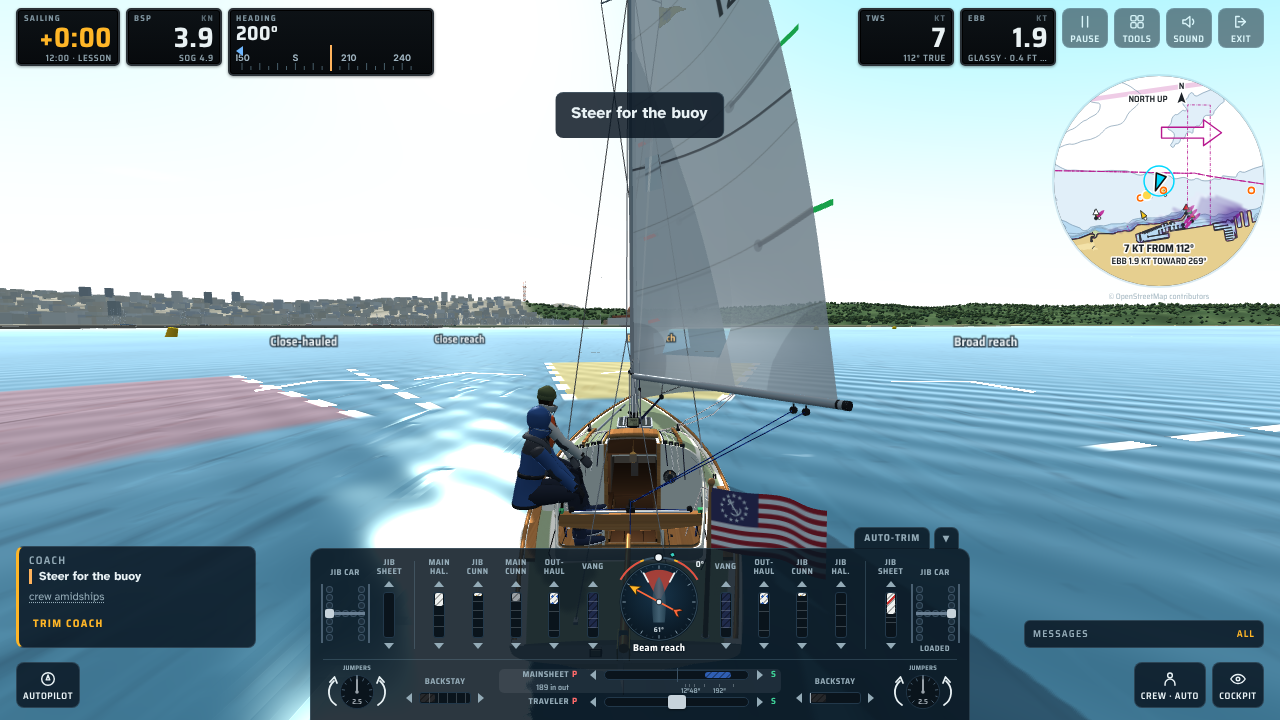 SAILING
+0:00
12:00 · LESSON
BSP KN
3.9
SOG 4.9
HEADING
200°
150 S 210 240
TWS KT
7
112° TRUE
EBB KT
1.9
GLASSY · 0.4 FT ...
PAUSE
TOOLS
SOUND
EXIT
Steer for the buoy
N
NORTH UP
7 KT FROM 112°
EBB 1.9 KT TOWARD 269°
© OpenStreetMap contributors
Close-hauled
Close reach
Broad reach
COACH
Steer for the buoy
crew amidships
TRIM COACH
AUTOPILOT
AUTO-TRIM
▼
JIB CAR
JIB SHEET
MAIN HAL.
JIB CUNN
MAIN CUNN
OUT-HAUL
VANG
0°
61°
Beam reach
VANG
OUT-HAUL
JIB CUNN
JIB HAL.
JIB SHEET
JIB CAR
LOADED
JUMPERS
2.5
BACKSTAY
MAINSHEET P
S
189 in out
12°48" 192"
TRAVELER P
S
BACKSTAY
JUMPERS
2.5
MESSAGES ALL
CREW · AUTO
COCKPIT